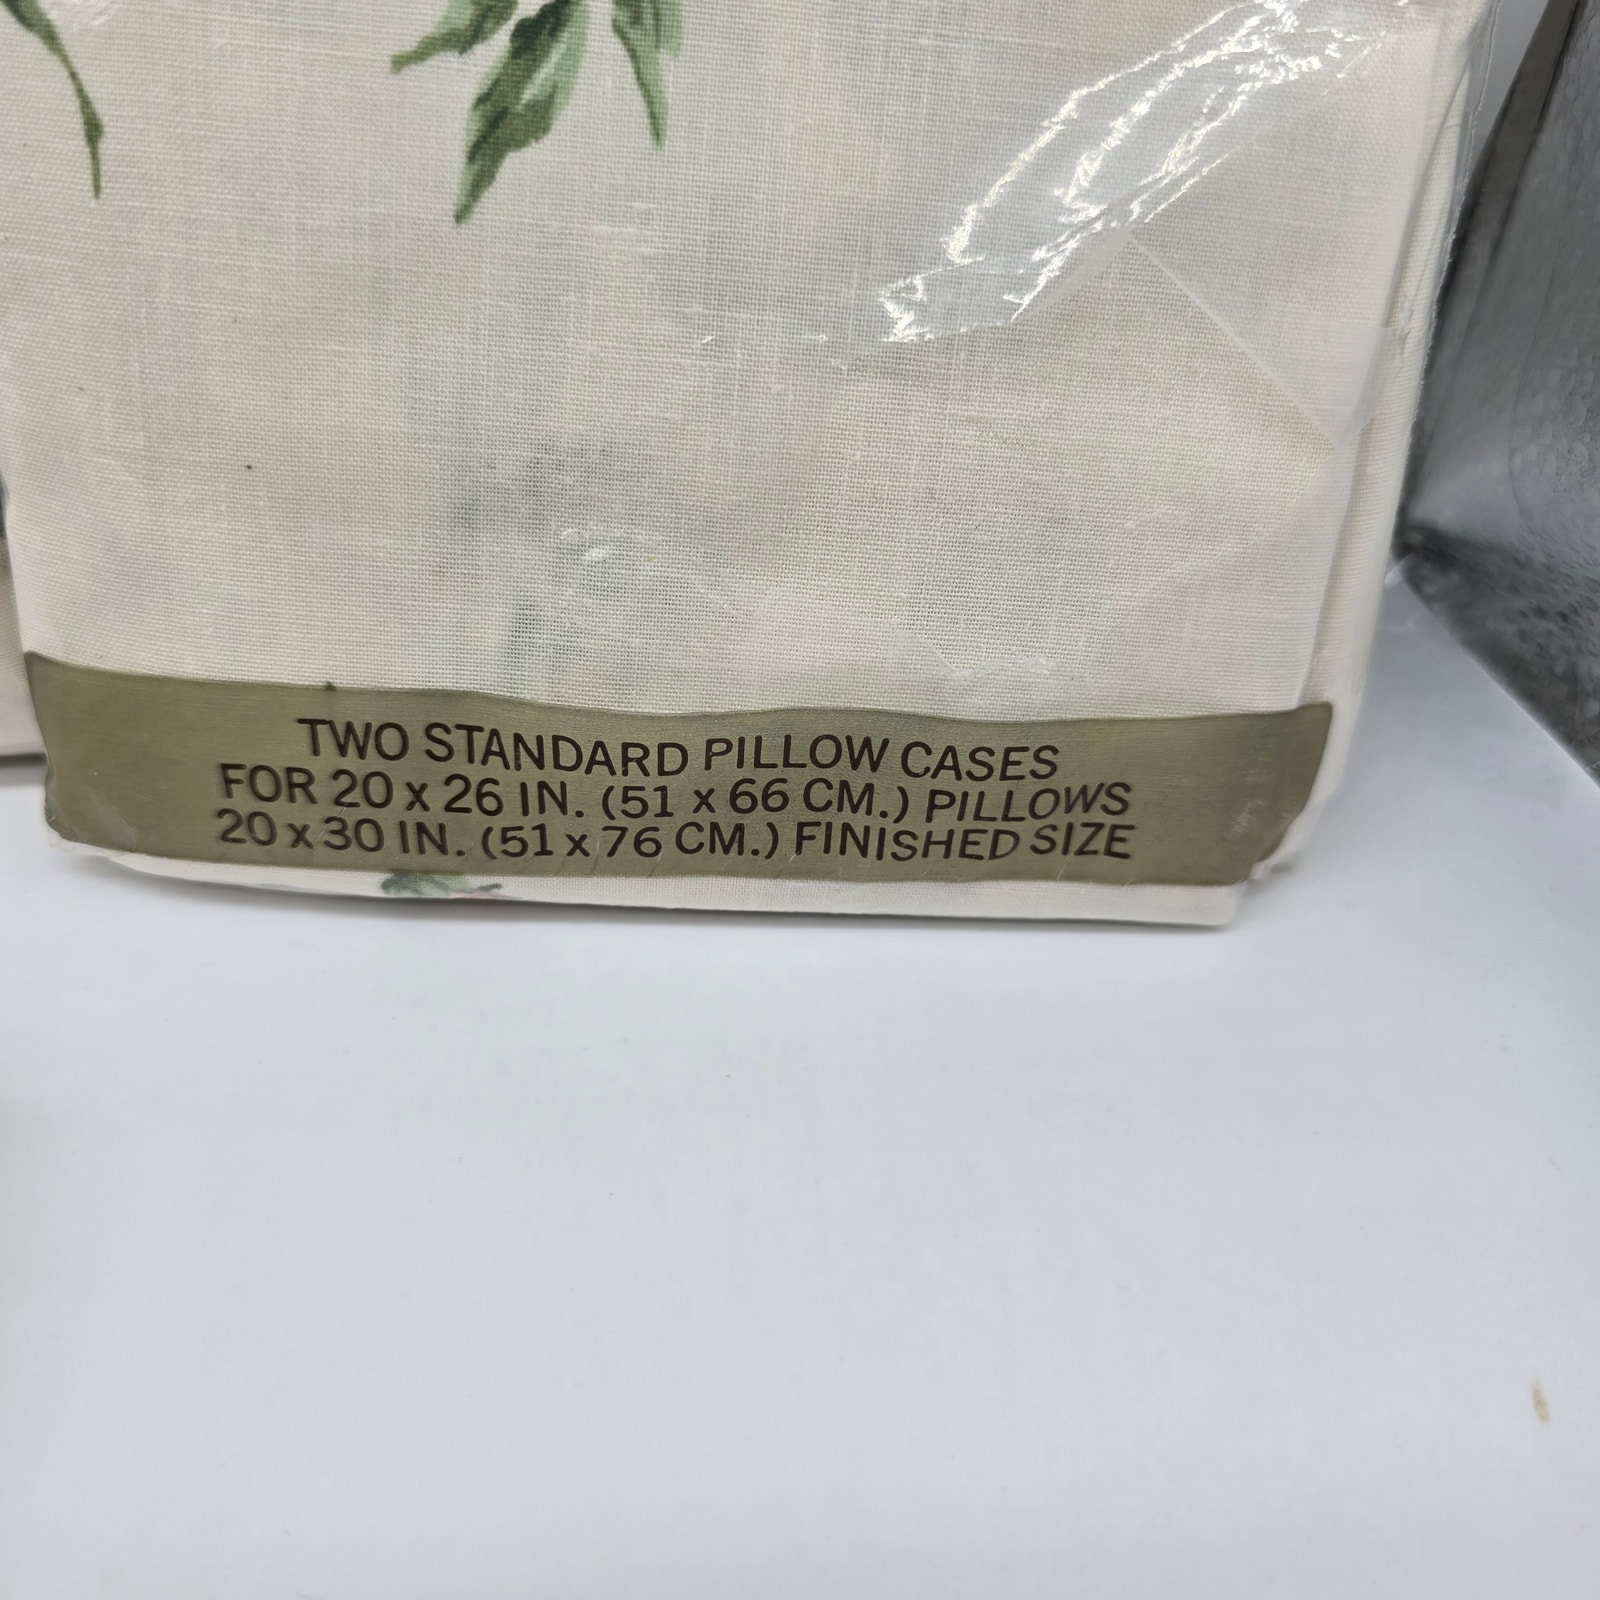 TWO STANDARD PILLOW CASES
FOR 20 x 26 IN. (51 x 66 CM.) PILLOWS
20 x 30 IN. (51 x 76 CM.) FINISHED SIZE